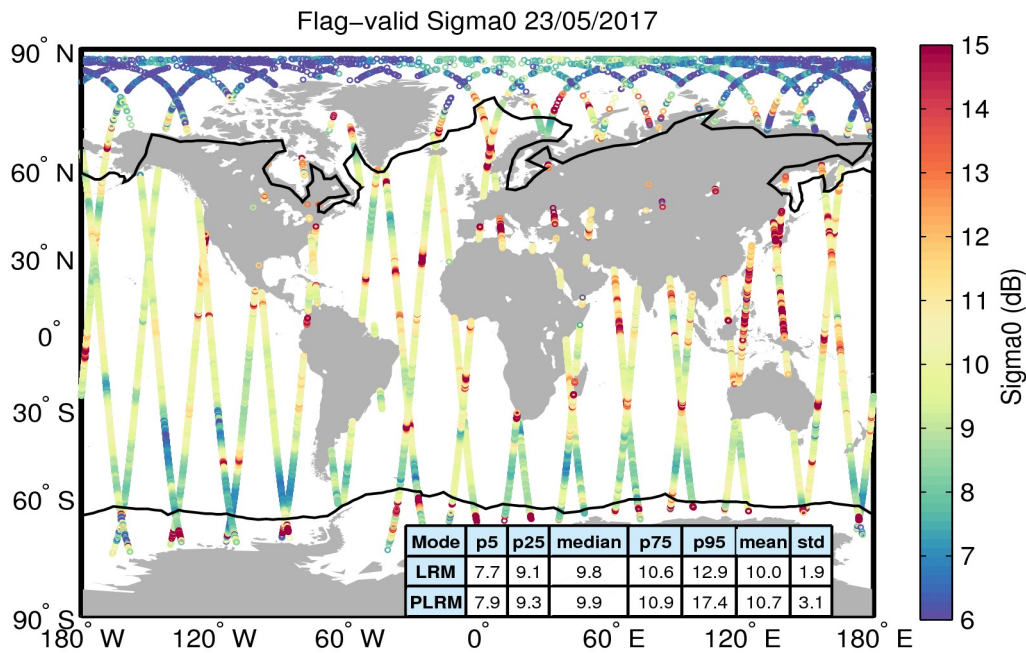 Flag-valid Sigma0 23/05/2017
90° N
60° N
30° N
0°
30° S
60° S
90° S
180° W
120° W
60° W
0°
60° E
120° E
180° E
Mode p5 p25 median p75 p95 mean std
LRM 7.7 9.1 9.8 10.6 12.9 10.0 1.9
PLRM 7.9 9.3 9.9 10.9 17.4 10.7 3.1
15
14
13
12
11
10
9
8
7
6
Sigma0 (dB)